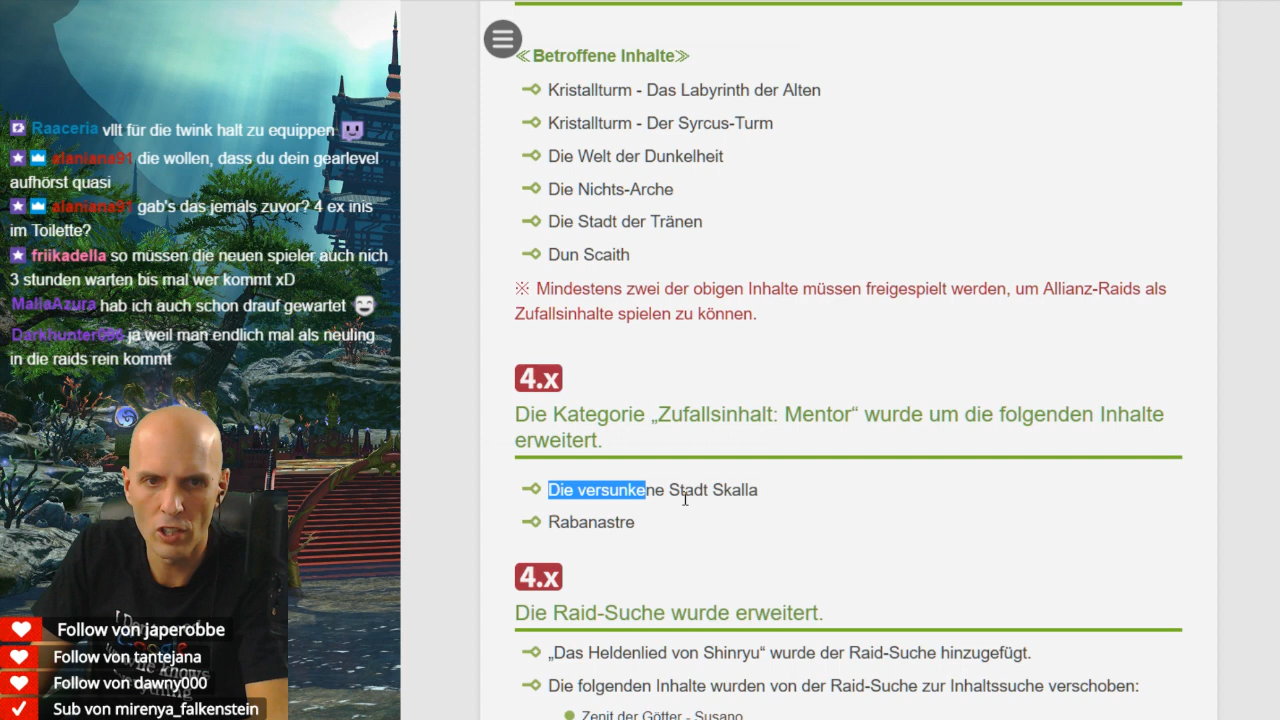 Raaceria vllt für die twink halt zu equippen
alaniana91 die wollen, dass du dein gearlevel
aufhörst quasi
alaniana91 gab's das jemals zuvor? 4 ex inis
im Toilette?
friikadella so müssen die neuen spieler auch nich
3 stunden warten bis mal wer kommt xD
MaliaAzura hab ich auch schon drauf gewartet
ja weil man endlich mal als neuling
in die raids rein kommt
Follow von japerobbe
Follow von tantejana
Follow von dawny000
Sub von mirenya_falkenstein
≪Betroffene Inhalte≫
Kristallturm - Das Labyrinth der Alten
Kristallturm - Der Syrcus-Turm
Die Welt der Dunkelheit
Die Nichts-Arche
Die Stadt der Tränen
Dun Scaith
※ Mindestens zwei der obigen Inhalte müssen freigespielt werden, um Allianz-Raids als
Zufallsinhalte spielen zu können.
4.x
Die Kategorie „Zufallsinhalt: Mentor“ wurde um die folgenden Inhalte
erweitert.
Die versunkene Stadt Skalla
Rabanastre
4.x
Die Raid-Suche wurde erweitert.
„Das Heldenlied von Shinryu“ wurde der Raid-Suche hinzugefügt.
Die folgenden Inhalte wurden von der Raid-Suche zur Inhaltssuche verschoben:
Zenit der Götter - Susano